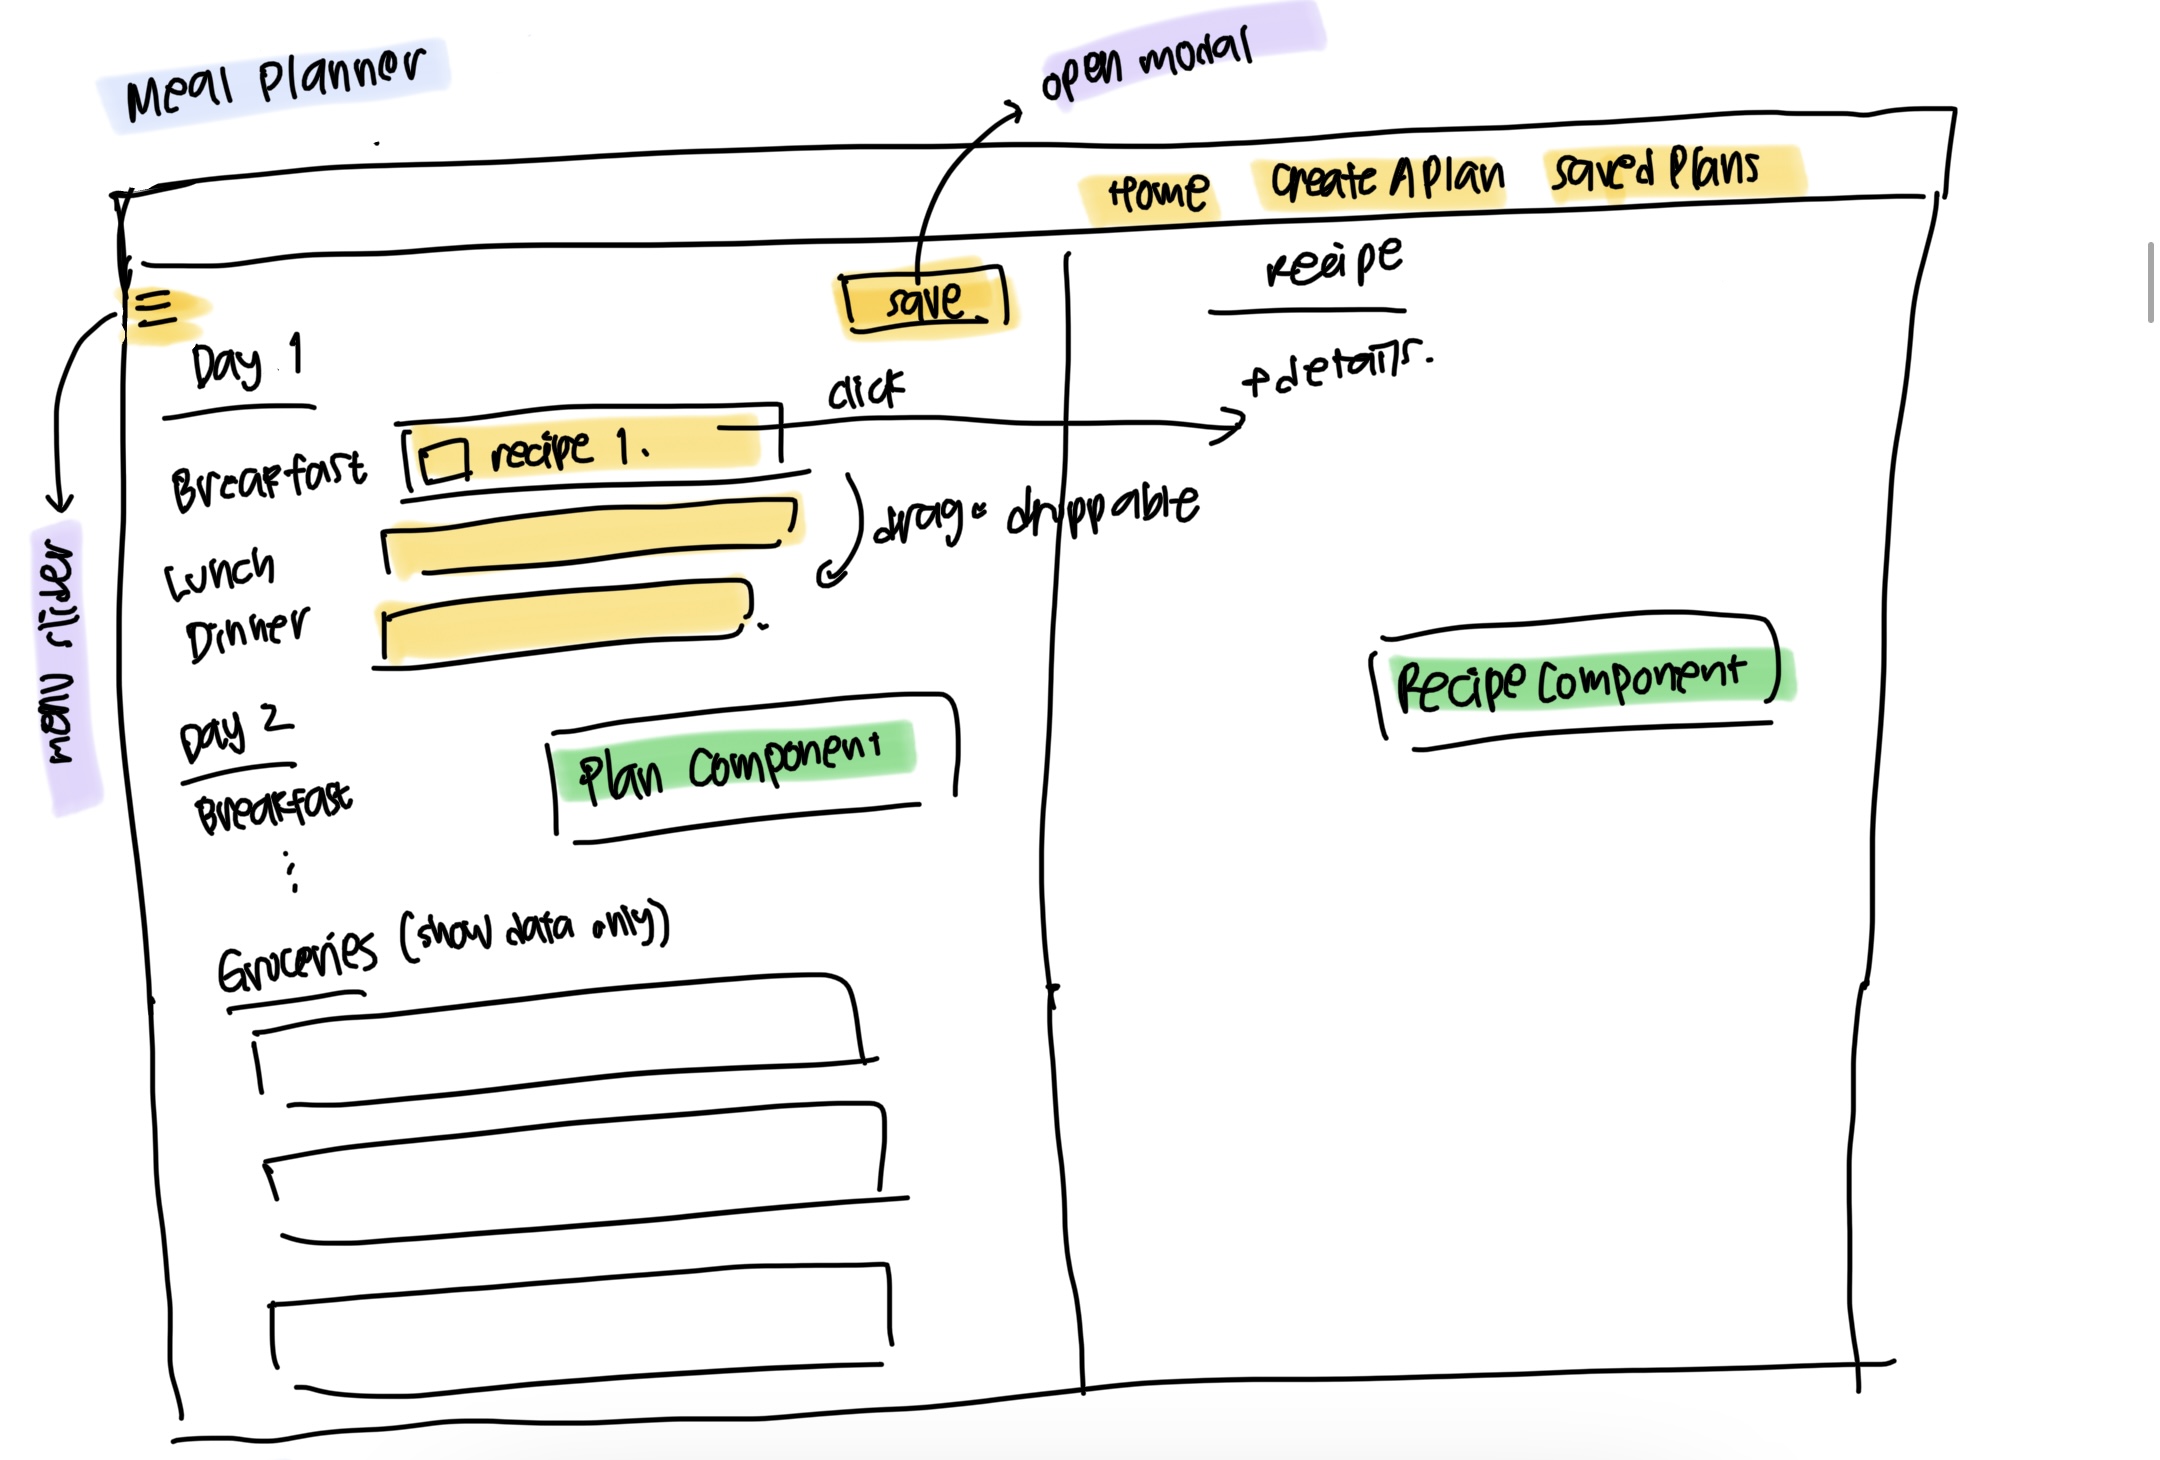 Meal Planner
open modal
Home Create A Plan Saved Plans
save
recipe
Day 1
+details.
click
Breakfast
recipe 1.
drag & droppable
Lunch
Dinner
menu slider
Recipe Component
Day 2
Plan Component
Breakfast
Groceries (show data only)